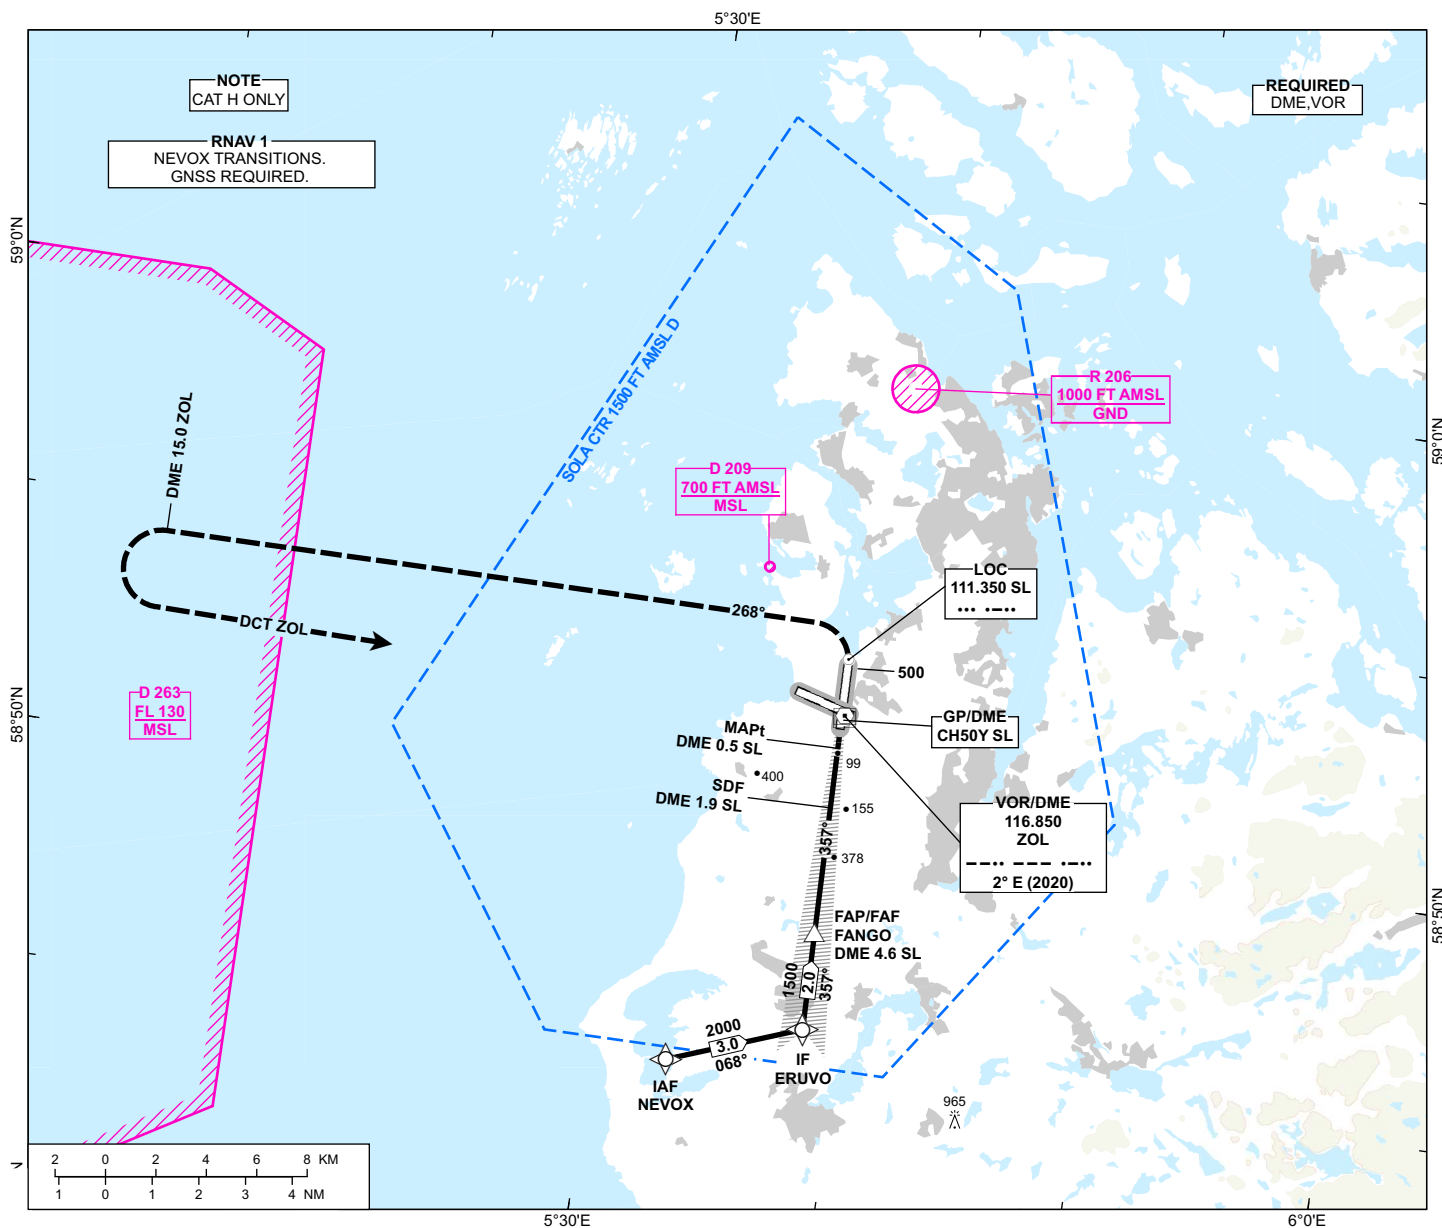 5°30'E
NOTE
CAT H ONLY
REQUIRED
DME,VOR
RNAV 1
NEVOX TRANSITIONS.
GNSS REQUIRED.
59°0'N
SOLA CTR 1500 FT AMSL D
R 206
1000 FT AMSL
GND
DME 15.0 ZOL
59°0'N
D 209
700 FT AMSL
MSL
LOC
111.350 SL
268°
DCT ZOL
500
D 263
FL 130
MSL
58°50'N
GP/DME
CH50Y SL
MAPt
DME 0.5 SL
99
400
SDF
DME 1.9 SL
155
VOR/DME
116.850
ZOL
2° E (2020)
357°
378
FAP/FAF
FANGO
DME 4.6 SL
58°50'N
1500
2.0
357°
2000
3.0
068°
IF
ERUVO
IAF
NEVOX
965
2 0 2 4 6 8 KM
1 0 1 2 3 4 NM
5°30'E
6°0'E